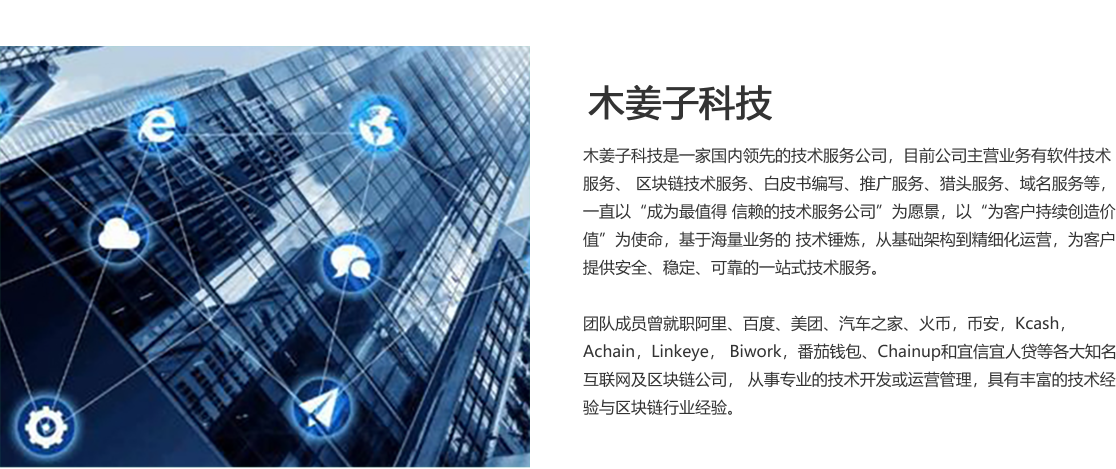 木姜子科技
木姜子科技是一家国内领先的技术服务公司，目前公司主营业务有软件技术
服务、 区块链技术服务、白皮书编写、推广服务、猎头服务、域名服务等，
一直以“成为最值得 信赖的技术服务公司”为愿景，以“为客户持续创造价
值”为使命，基于海量业务的 技术锤炼，从基础架构到精细化运营，为客户
提供安全、稳定、可靠的一站式技术服务。
团队成员曾就职阿里、百度、美团、汽车之家、火币，币安，Kcash，
Achain，Linkeye， Biwork，番茄钱包、Chainup和宜信宜人贷等各大知名
互联网及区块链公司， 从事专业的技术开发或运营管理，具有丰富的技术经
验与区块链行业经验。